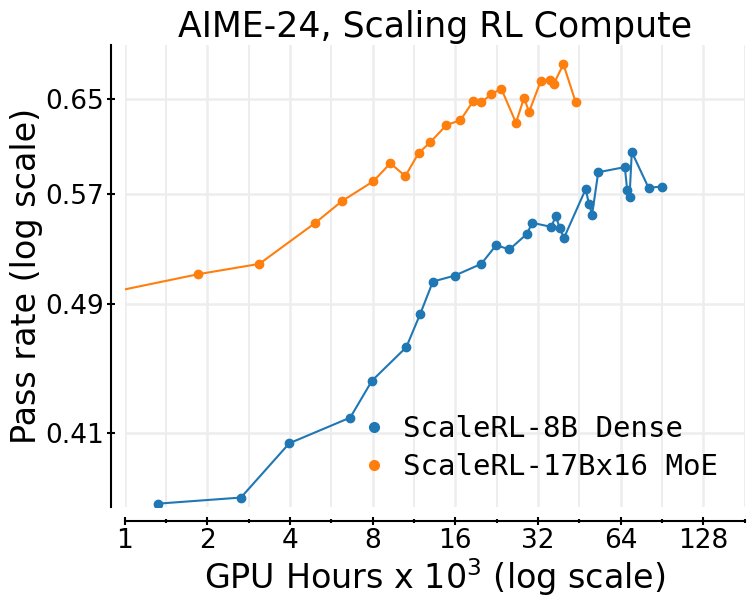 AIME-24, Scaling RL Compute
Pass rate (log scale)
0.65
0.57
0.49
0.41
ScaleRL-8B Dense
ScaleRL-17Bx16 MoE
1 2 4 8 16 32 64 128
GPU Hours x 10³ (log scale)